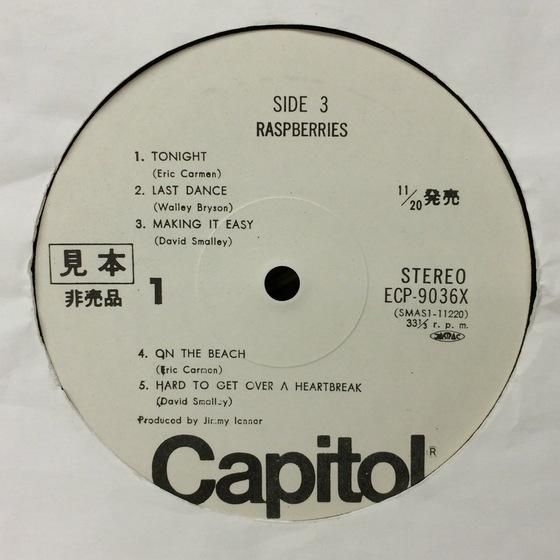 SIDE 3
RASPBERRIES
1. TONIGHT
(Eric Carmen)
2. LAST DANCE
(Walley Bryson)
3. MAKING IT EASY
(David Smalley)
11/20 発売
見本
非売品
1
STEREO
ECP-9036X
(SMAS1-11220)
33⅓ r. p. m.
4. ON THE BEACH
(Eric Carmen)
5. HARD TO GET OVER A HEARTBREAK
(David Smalley)
Produced by Jimmy Ienner
Capitol®